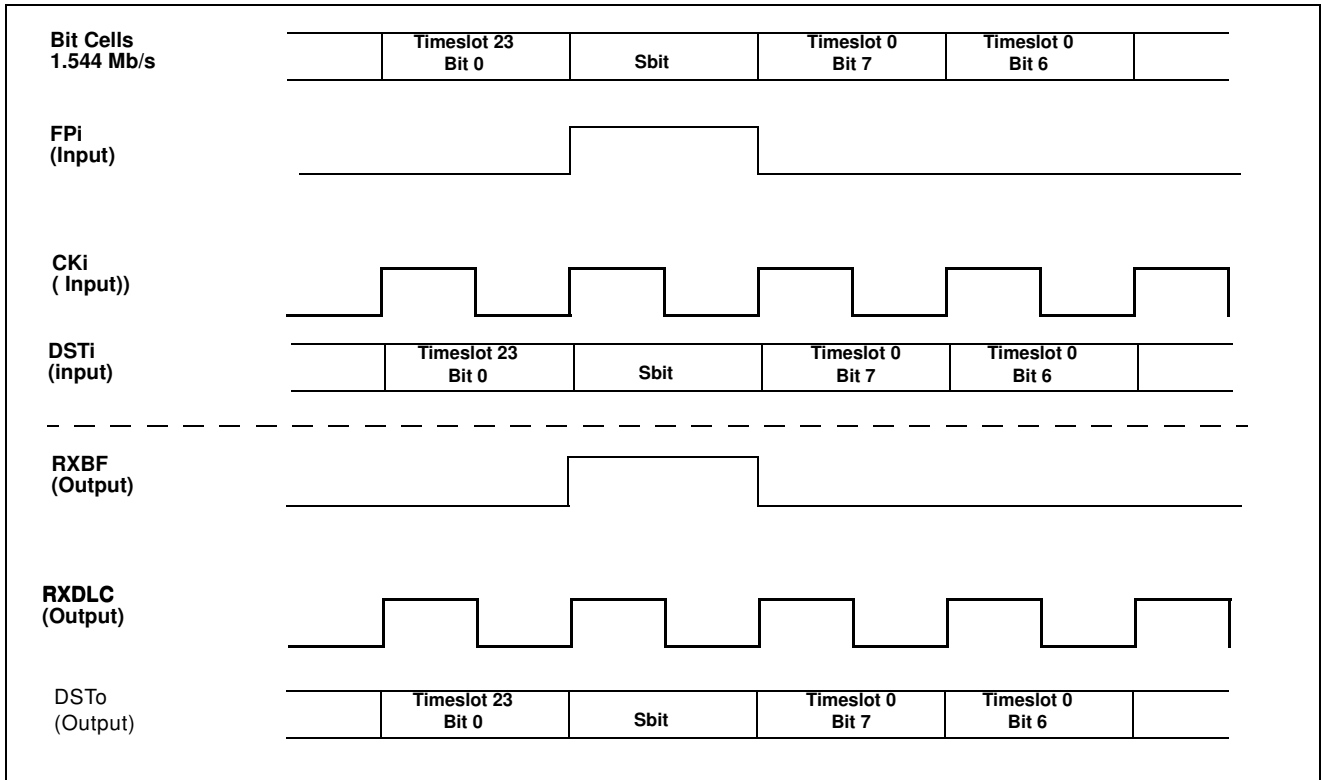 Bit Cells
1.544 Mb/s
Timeslot 23
Bit 0
Sbit
Timeslot 0
Bit 7
Timeslot 0
Bit 6
FPi
(Input)
CKi
( Input))
DSTi
(input)
Timeslot 23
Bit 0
Sbit
Timeslot 0
Bit 7
Timeslot 0
Bit 6
RXBF
(Output)
RXDLC
(Output)
DSTo
(Output)
Timeslot 23
Bit 0
Sbit
Timeslot 0
Bit 7
Timeslot 0
Bit 6